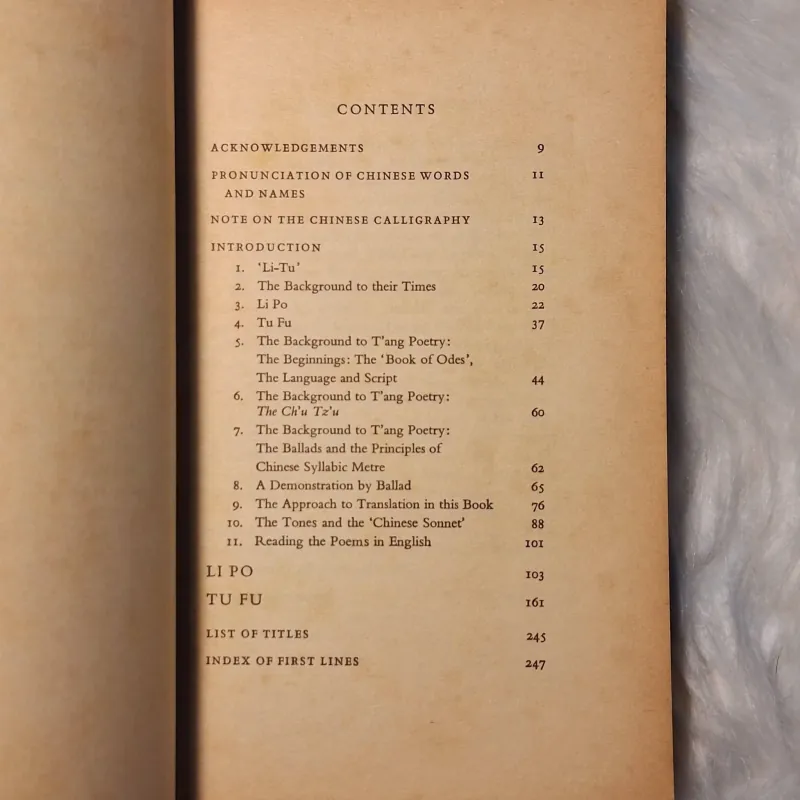 CONTENTS
ACKNOWLEDGEMENTS 9
PRONUNCIATION OF CHINESE WORDS 11
AND NAMES
NOTE ON THE CHINESE CALLIGRAPHY 13
INTRODUCTION 15
1. ‘Li-Tu’ 15
2. The Background to their Times 20
3. Li Po 22
4. Tu Fu 37
5. The Background to T’ang Poetry:
The Beginnings: The ‘Book of Odes’,
The Language and Script 44
6. The Background to T’ang Poetry:
The Ch’u Tz’u 60
7. The Background to T’ang Poetry:
The Ballads and the Principles of
Chinese Syllabic Metre 62
8. A Demonstration by Ballad 65
9. The Approach to Translation in this Book 76
10. The Tones and the ‘Chinese Sonnet’ 88
11. Reading the Poems in English 101
LI PO 103
TU FU 161
LIST OF TITLES 245
INDEX OF FIRST LINES 247